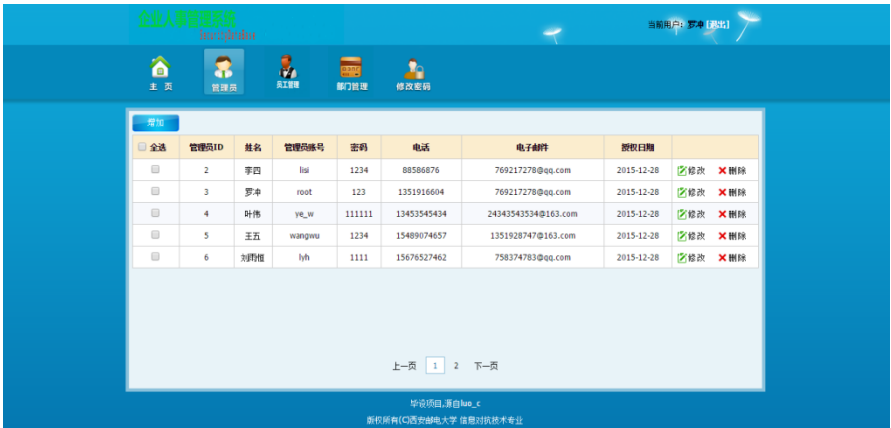 企业人事管理系统
当前用户: 罗冲 [退出]
主 页 管理员 员工管理 部门管理 修改密码
增加
全选 管理员ID 姓名 管理员账号 密码 电话 电子邮件 授权日期
2 李四 lisi 1234 88586876 769217278@qq.com 2015-12-28 修改 删除
3 罗冲 root 123 1351916604 769217278@qq.com 2015-12-28 修改 删除
4 叶伟 ye_w 111111 13453545434 24343543534@163.com 2015-12-28 修改 删除
5 王五 wangwu 1234 15489074657 1351928747@163.com 2015-12-28 修改 删除
6 刘雨恒 lyh 1111 15676527462 758374783@qq.com 2015-12-28 修改 删除
上一页 1 2 下一页
毕设项目,源自luo_c
版权所有(C)西安邮电大学 信息对抗技术专业